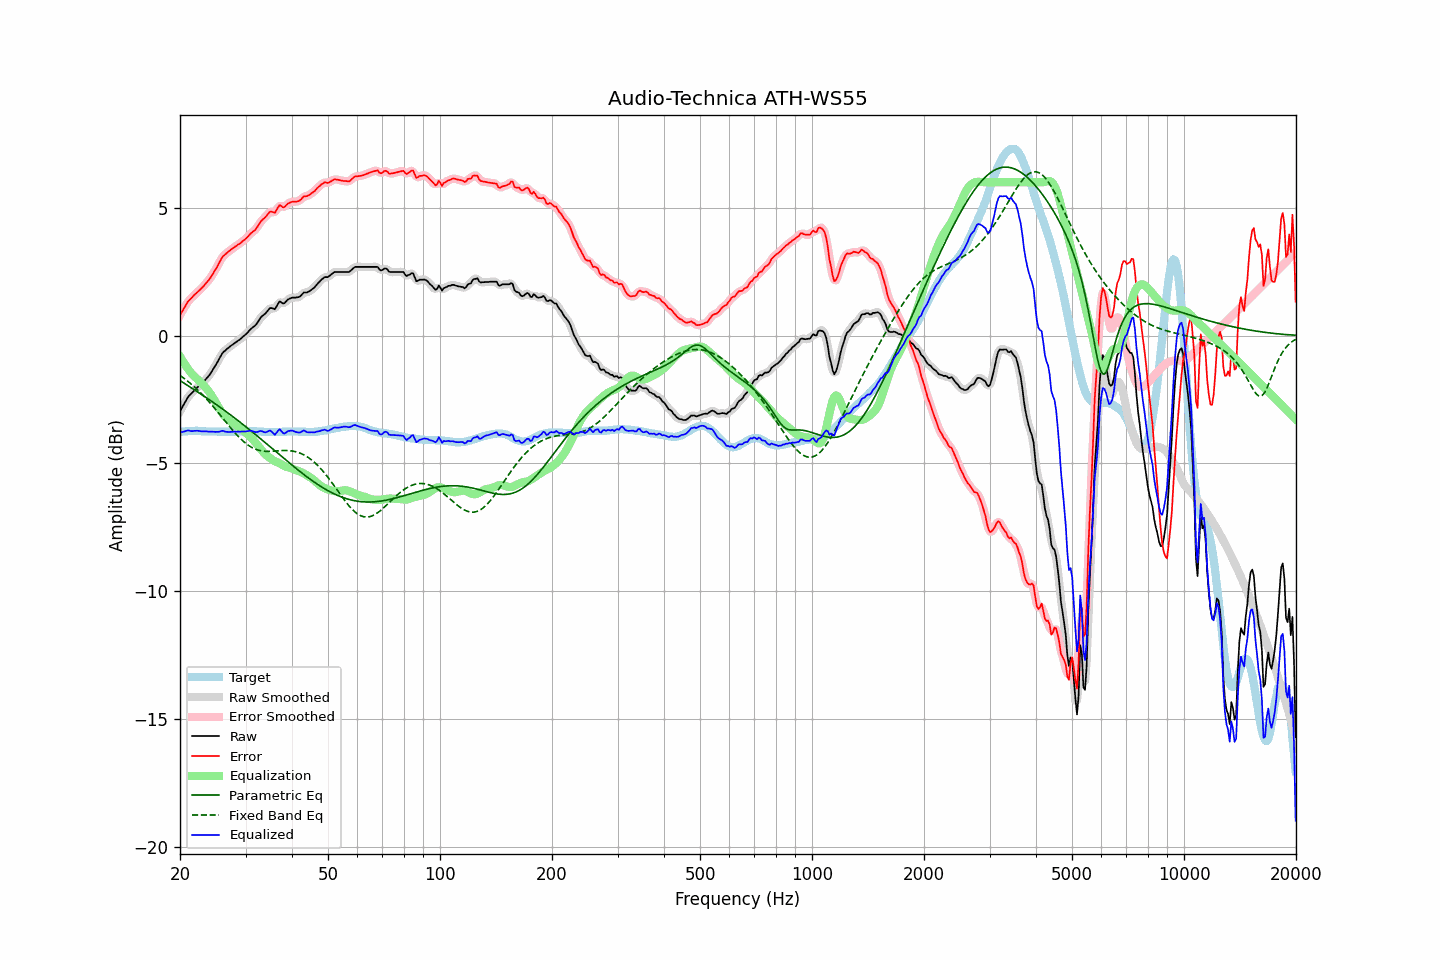 Audio-Technica ATH-WS55
Amplitude (dBr)
5
0
−5
−10
−15
−20
Target
Raw Smoothed
Error Smoothed
Raw
Error
Equalization
Parametric Eq
Fixed Band Eq
Equalized
20 50 100 200 500 1000 2000 5000 10000 20000
Frequency (Hz)